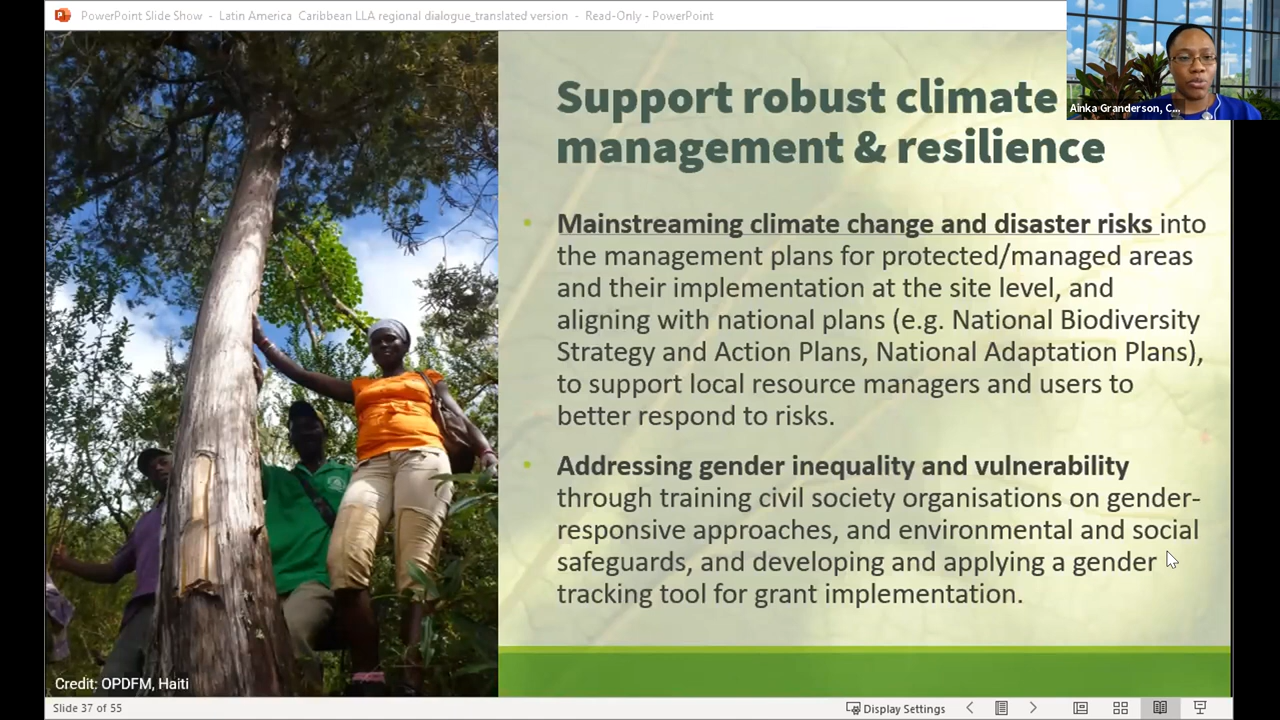 PowerPoint Slide Show - Latin America Caribbean LLA regional dialogue_translated version - Read-Only - PowerPoint
Ainka Granderson, C...
Support robust climate
management & resilience
• Mainstreaming climate change and disaster risks into
the management plans for protected/managed areas
and their implementation at the site level, and
aligning with national plans (e.g. National Biodiversity
Strategy and Action Plans, National Adaptation Plans),
to support local resource managers and users to
better respond to risks.
• Addressing gender inequality and vulnerability
through training civil society organisations on gender-
responsive approaches, and environmental and social
safeguards, and developing and applying a gender
tracking tool for grant implementation.
Credit: OPDFM, Haiti
Slide 37 of 55
Display Settings